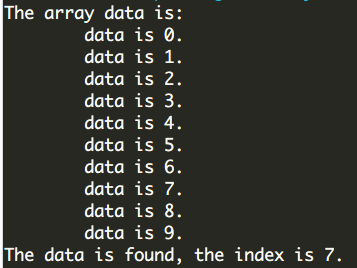 The array data is:
data is 0.
data is 1.
data is 2.
data is 3.
data is 4.
data is 5.
data is 6.
data is 7.
data is 8.
data is 9.
The data is found, the index is 7.